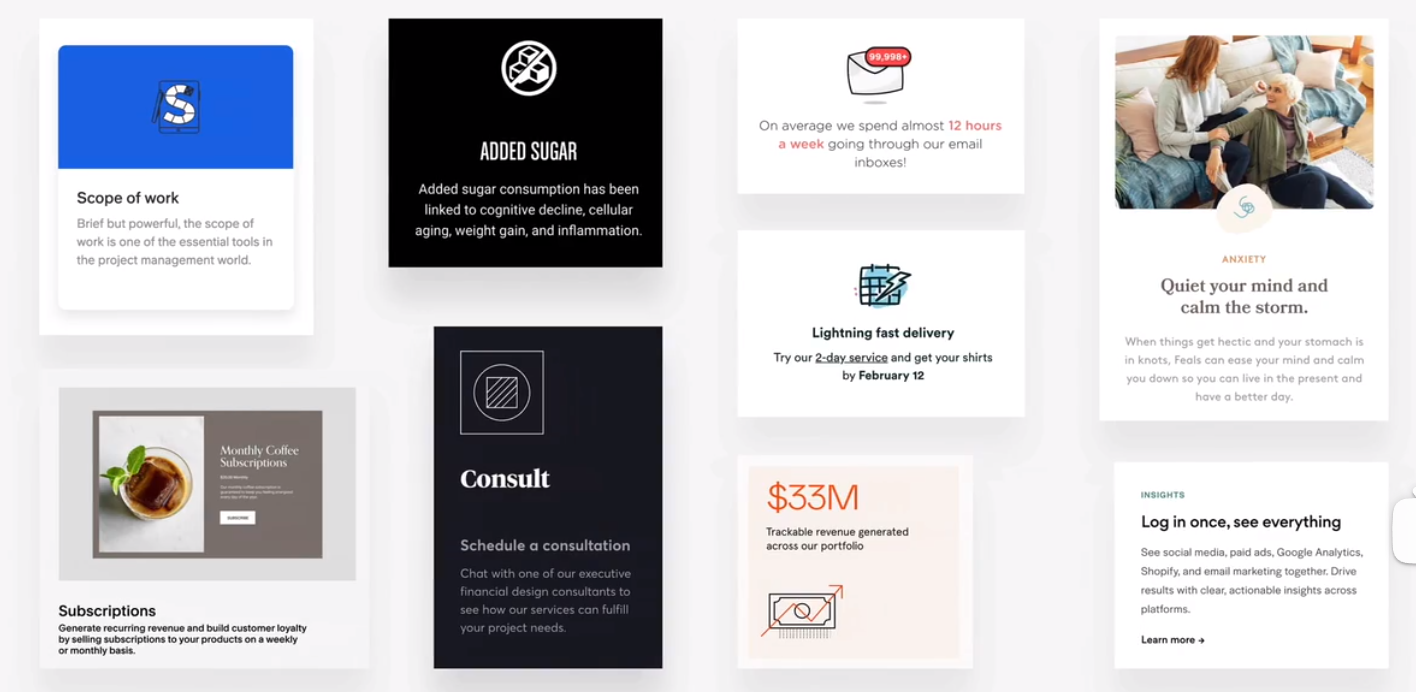 Scope of work
Brief but powerful, the scope of
work is one of the essential tools in
the project management world.
Monthly Coffee
Subscriptions
SUBSCRIBE
Subscriptions
Generate recurring revenue and build customer loyalty
by selling subscriptions to your products on a weekly
or monthly basis.
ADDED SUGAR
Added sugar consumption has been
linked to cognitive decline, cellular
aging, weight gain, and inflammation.
Consult
Schedule a consultation
Chat with one of our executive
financial design consultants to
see how our services can fulfill
your project needs.
99,998+
On average we spend almost 12 hours
a week going through our email
inboxes!
Lightning fast delivery
Try our 2-day service and get your shirts
by February 12
$33M
Trackable revenue generated
across our portfolio
ANXIETY
Quiet your mind and
calm the storm.
When things get hectic and your stomach is
in knots, Feals can ease your mind and calm
you down so you can live in the present and
have a better day.
INSIGHTS
Log in once, see everything
See social media, paid ads, Google Analytics,
Shopify, and email marketing together. Drive
results with clear, actionable insights across
platforms.
Learn more →